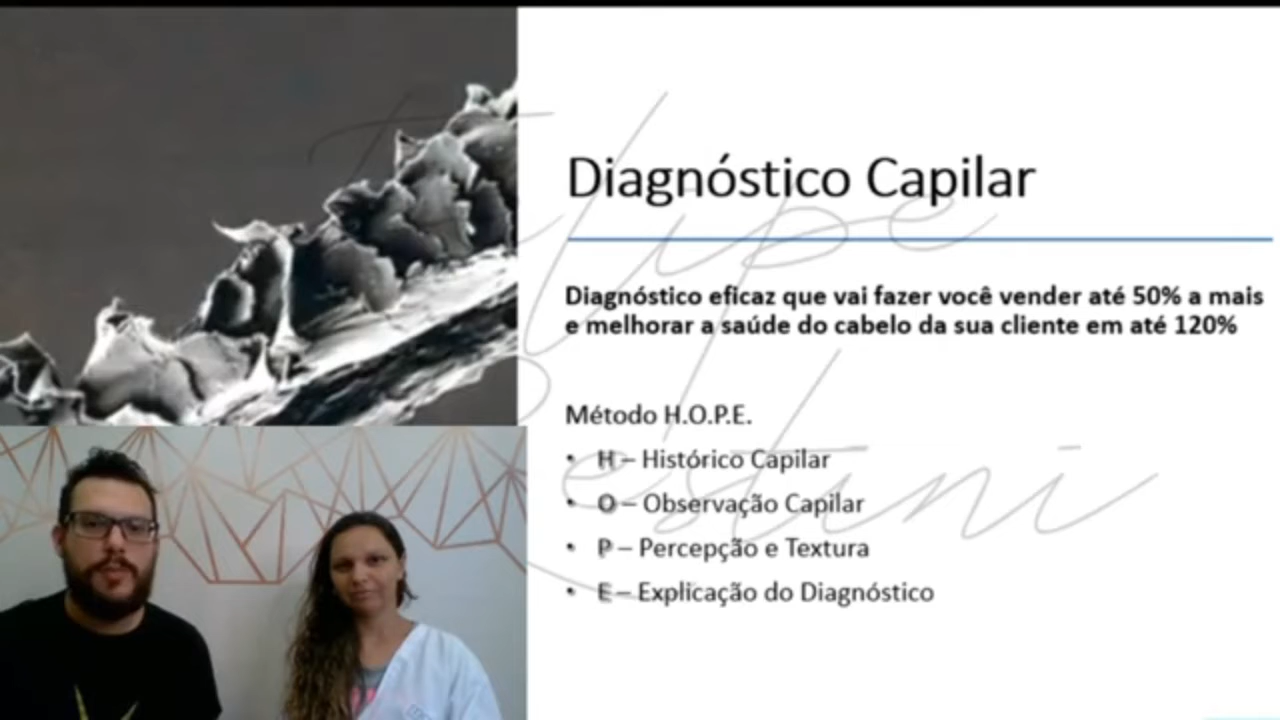 Diagnóstico Capilar
Diagnóstico eficaz que vai fazer você vender até 50% a mais
e melhorar a saúde do cabelo da sua cliente em até 120%
Método H.O.P.E.
• H – Histórico Capilar
• O – Observação Capilar
• P – Percepção e Textura
• E – Explicação do Diagnóstico